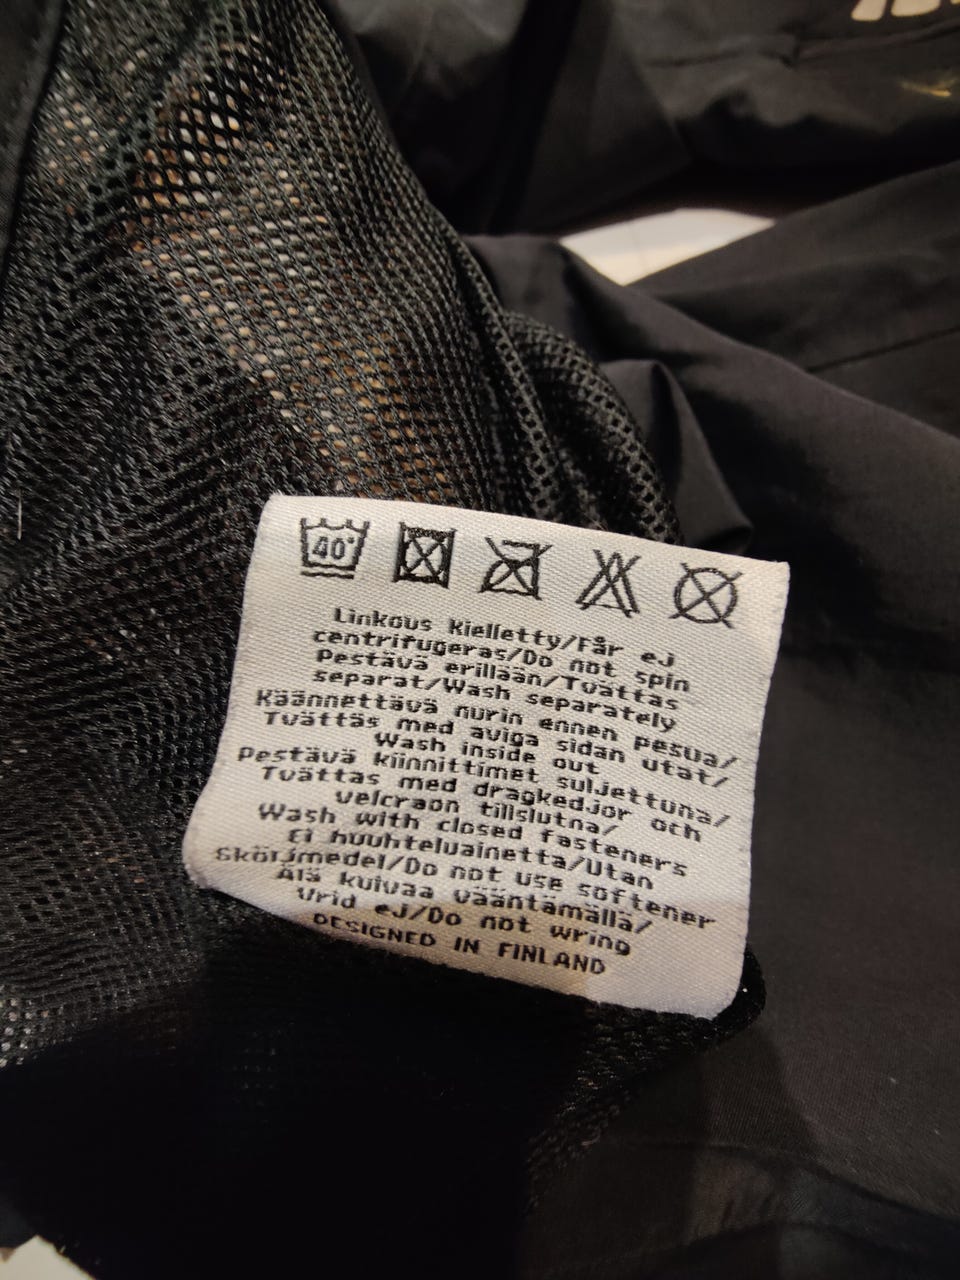 40°
Linkous kielletty/Får ej
centrifugeras/Do not spin
Pestävä erillään/Tvättas
separat/Wash separately
Käännettävä nurin ennen pesua/
Tvättäs med aviga sidan utat/
Wash inside out
Pestävä kiinnittimet suljettuna/
Tvättas med dragkedjor och
velcraon tillslutna/
Wash with closed fasteners
Ei huuhteluainetta/Utan
Sköljmedel/Do not use softener
Älä kuivaa vääntämällä/
Vrid ej/Do not wring
DESIGNED IN FINLAND